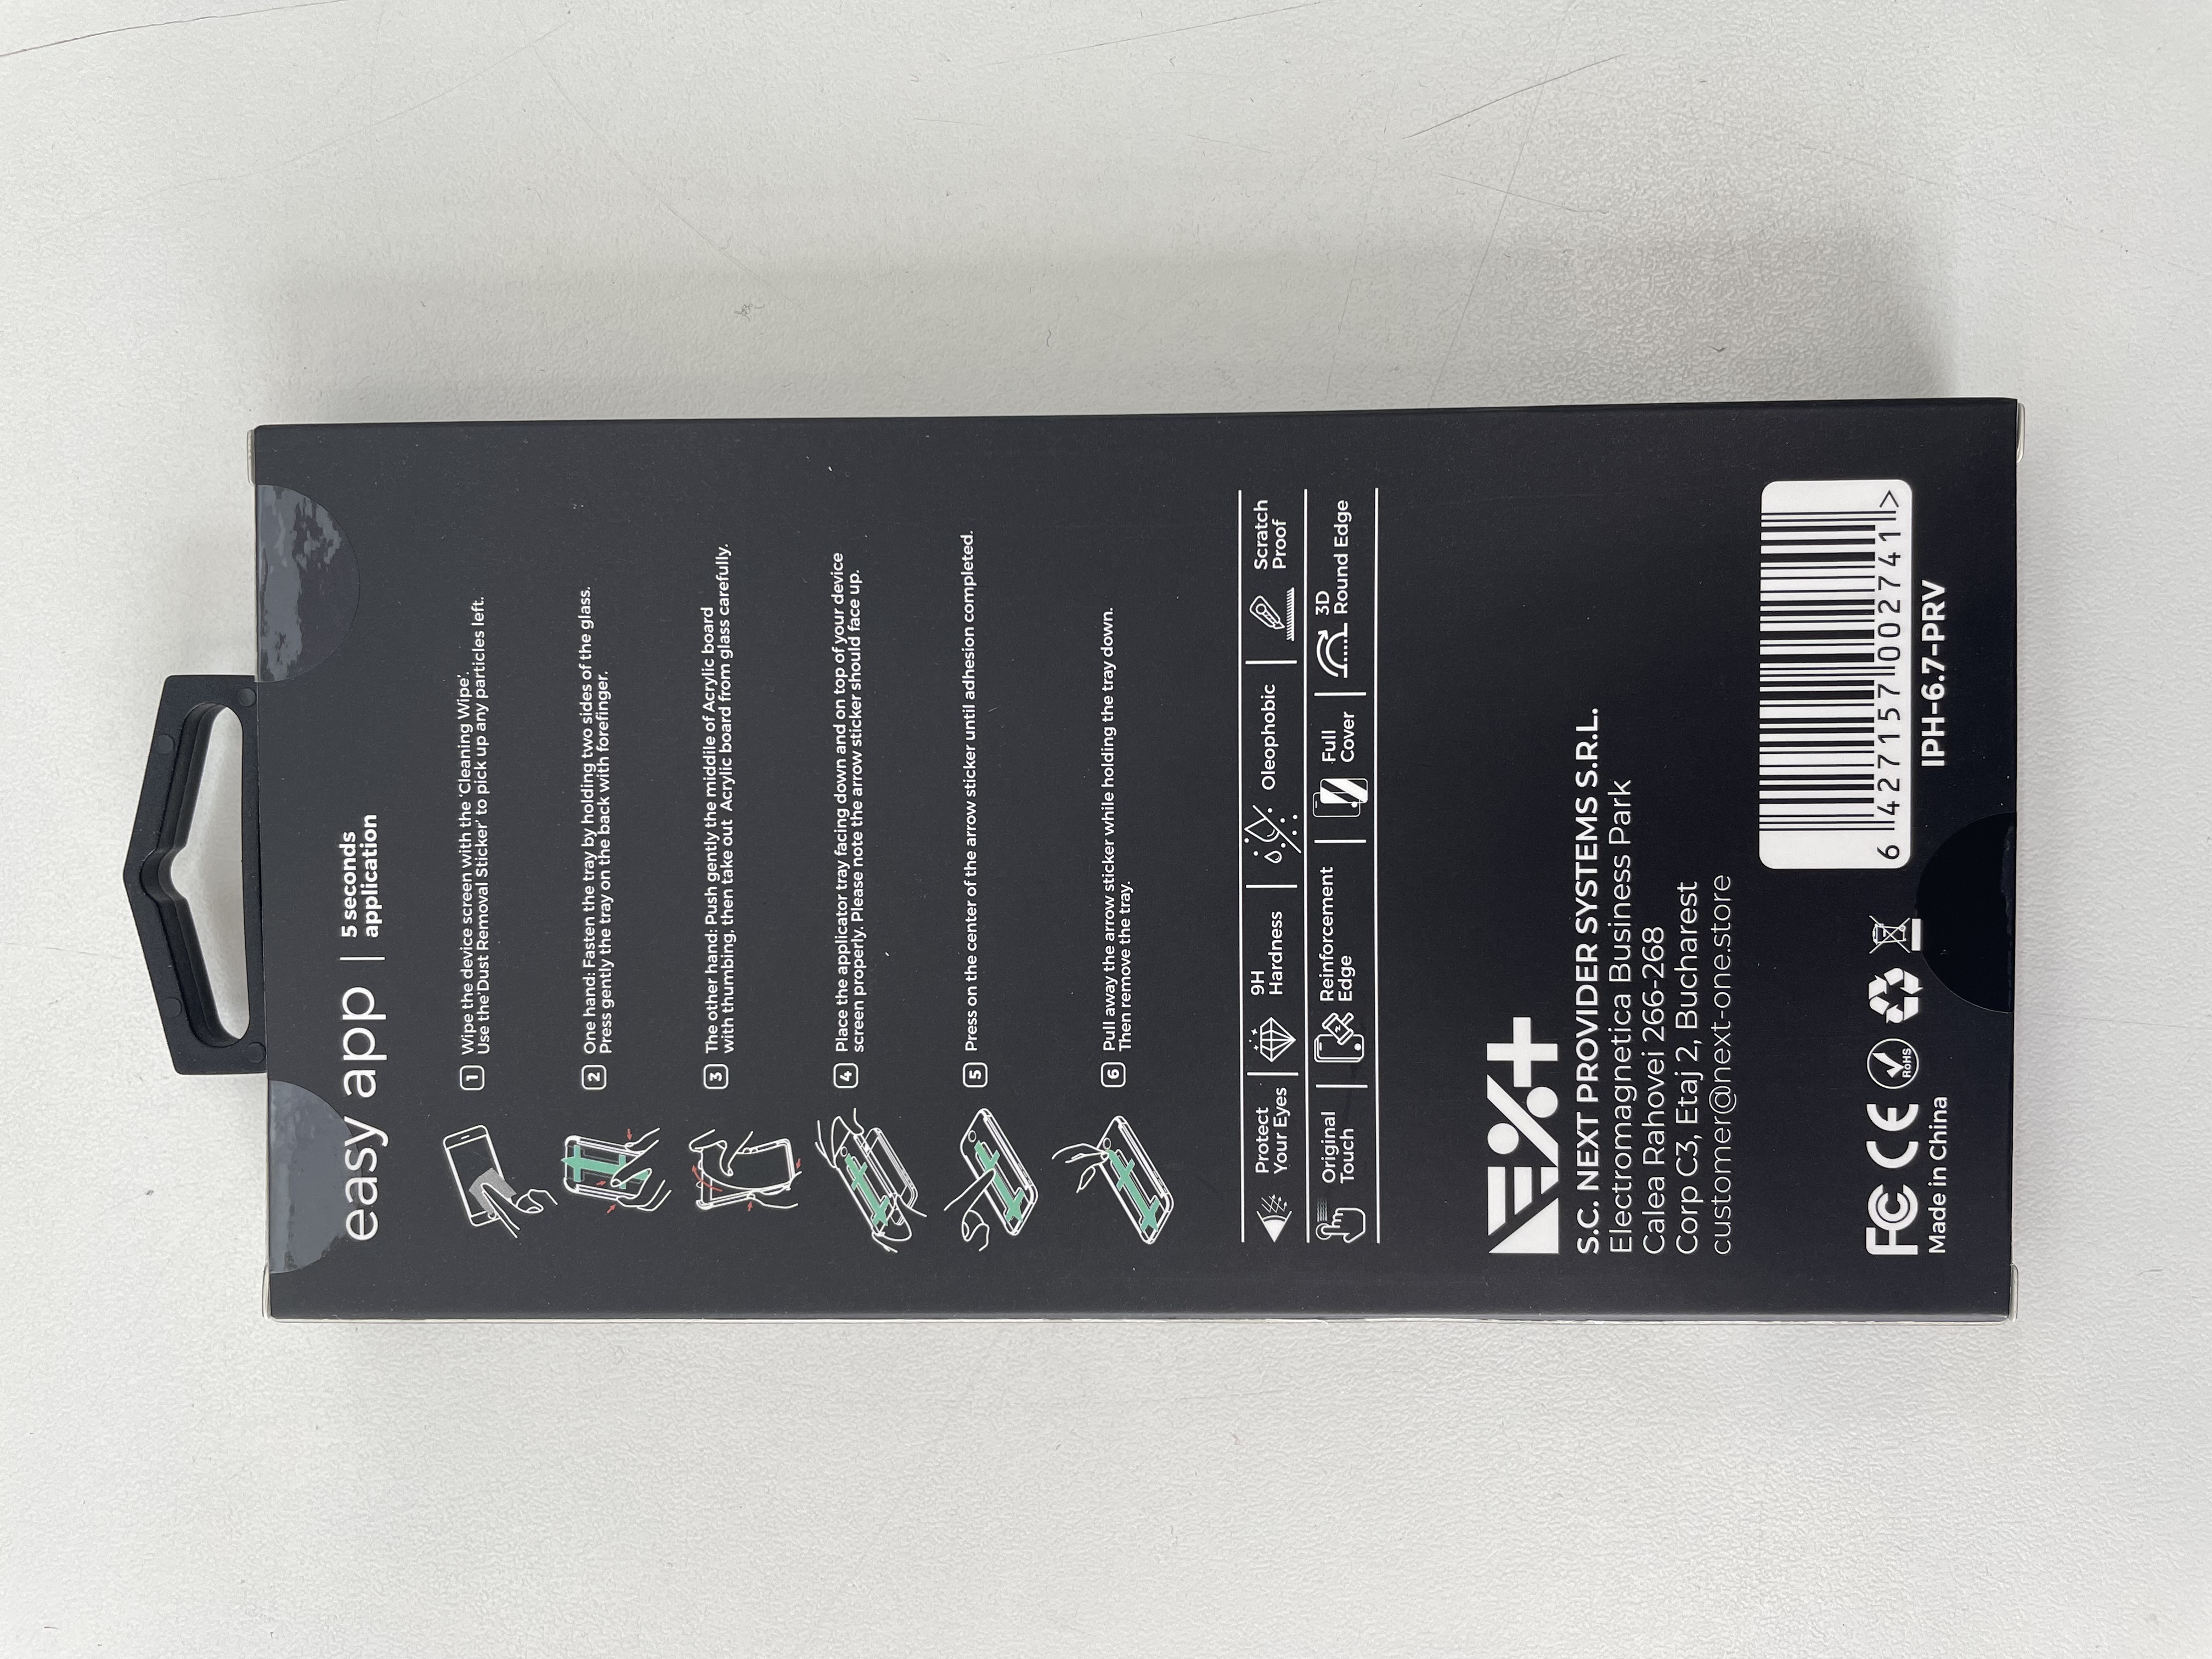 easy app | 5 seconds
application
1 Wipe the device screen with the 'Cleaning Wipe'.
Use the'Dust Removal Sticker' to pick up any particles left.
2 One hand: Fasten the tray by holding two sides of the glass.
Press gently the tray on the back with forefinger.
3 The other hand: Push gently the middle of Acrylic board
with thumbing, then take out Acrylic board from glass carefully.
4 Place the applicator tray facing down and on top of your device
screen properly. Please note the arrow sticker should face up.
5 Press on the center of the arrow sticker until adhesion completed.
6 Pull away the arrow sticker while holding the tray down.
Then remove the tray.
Protect
Your Eyes
9H
Hardness
Oleophobic
Scratch
Proof
Original
Touch
Reinforcement
Edge
Full
Cover
3D
Round Edge
S.C. NEXT PROVIDER SYSTEMS S.R.L.
Electromagnetica Business Park
Calea Rahovei 266-268
Corp C3, Etaj 2, Bucharest
customer@next-one.store
FC CE RoHS
Made in China
6 427157 002741 >
IPH-6.7-PRV